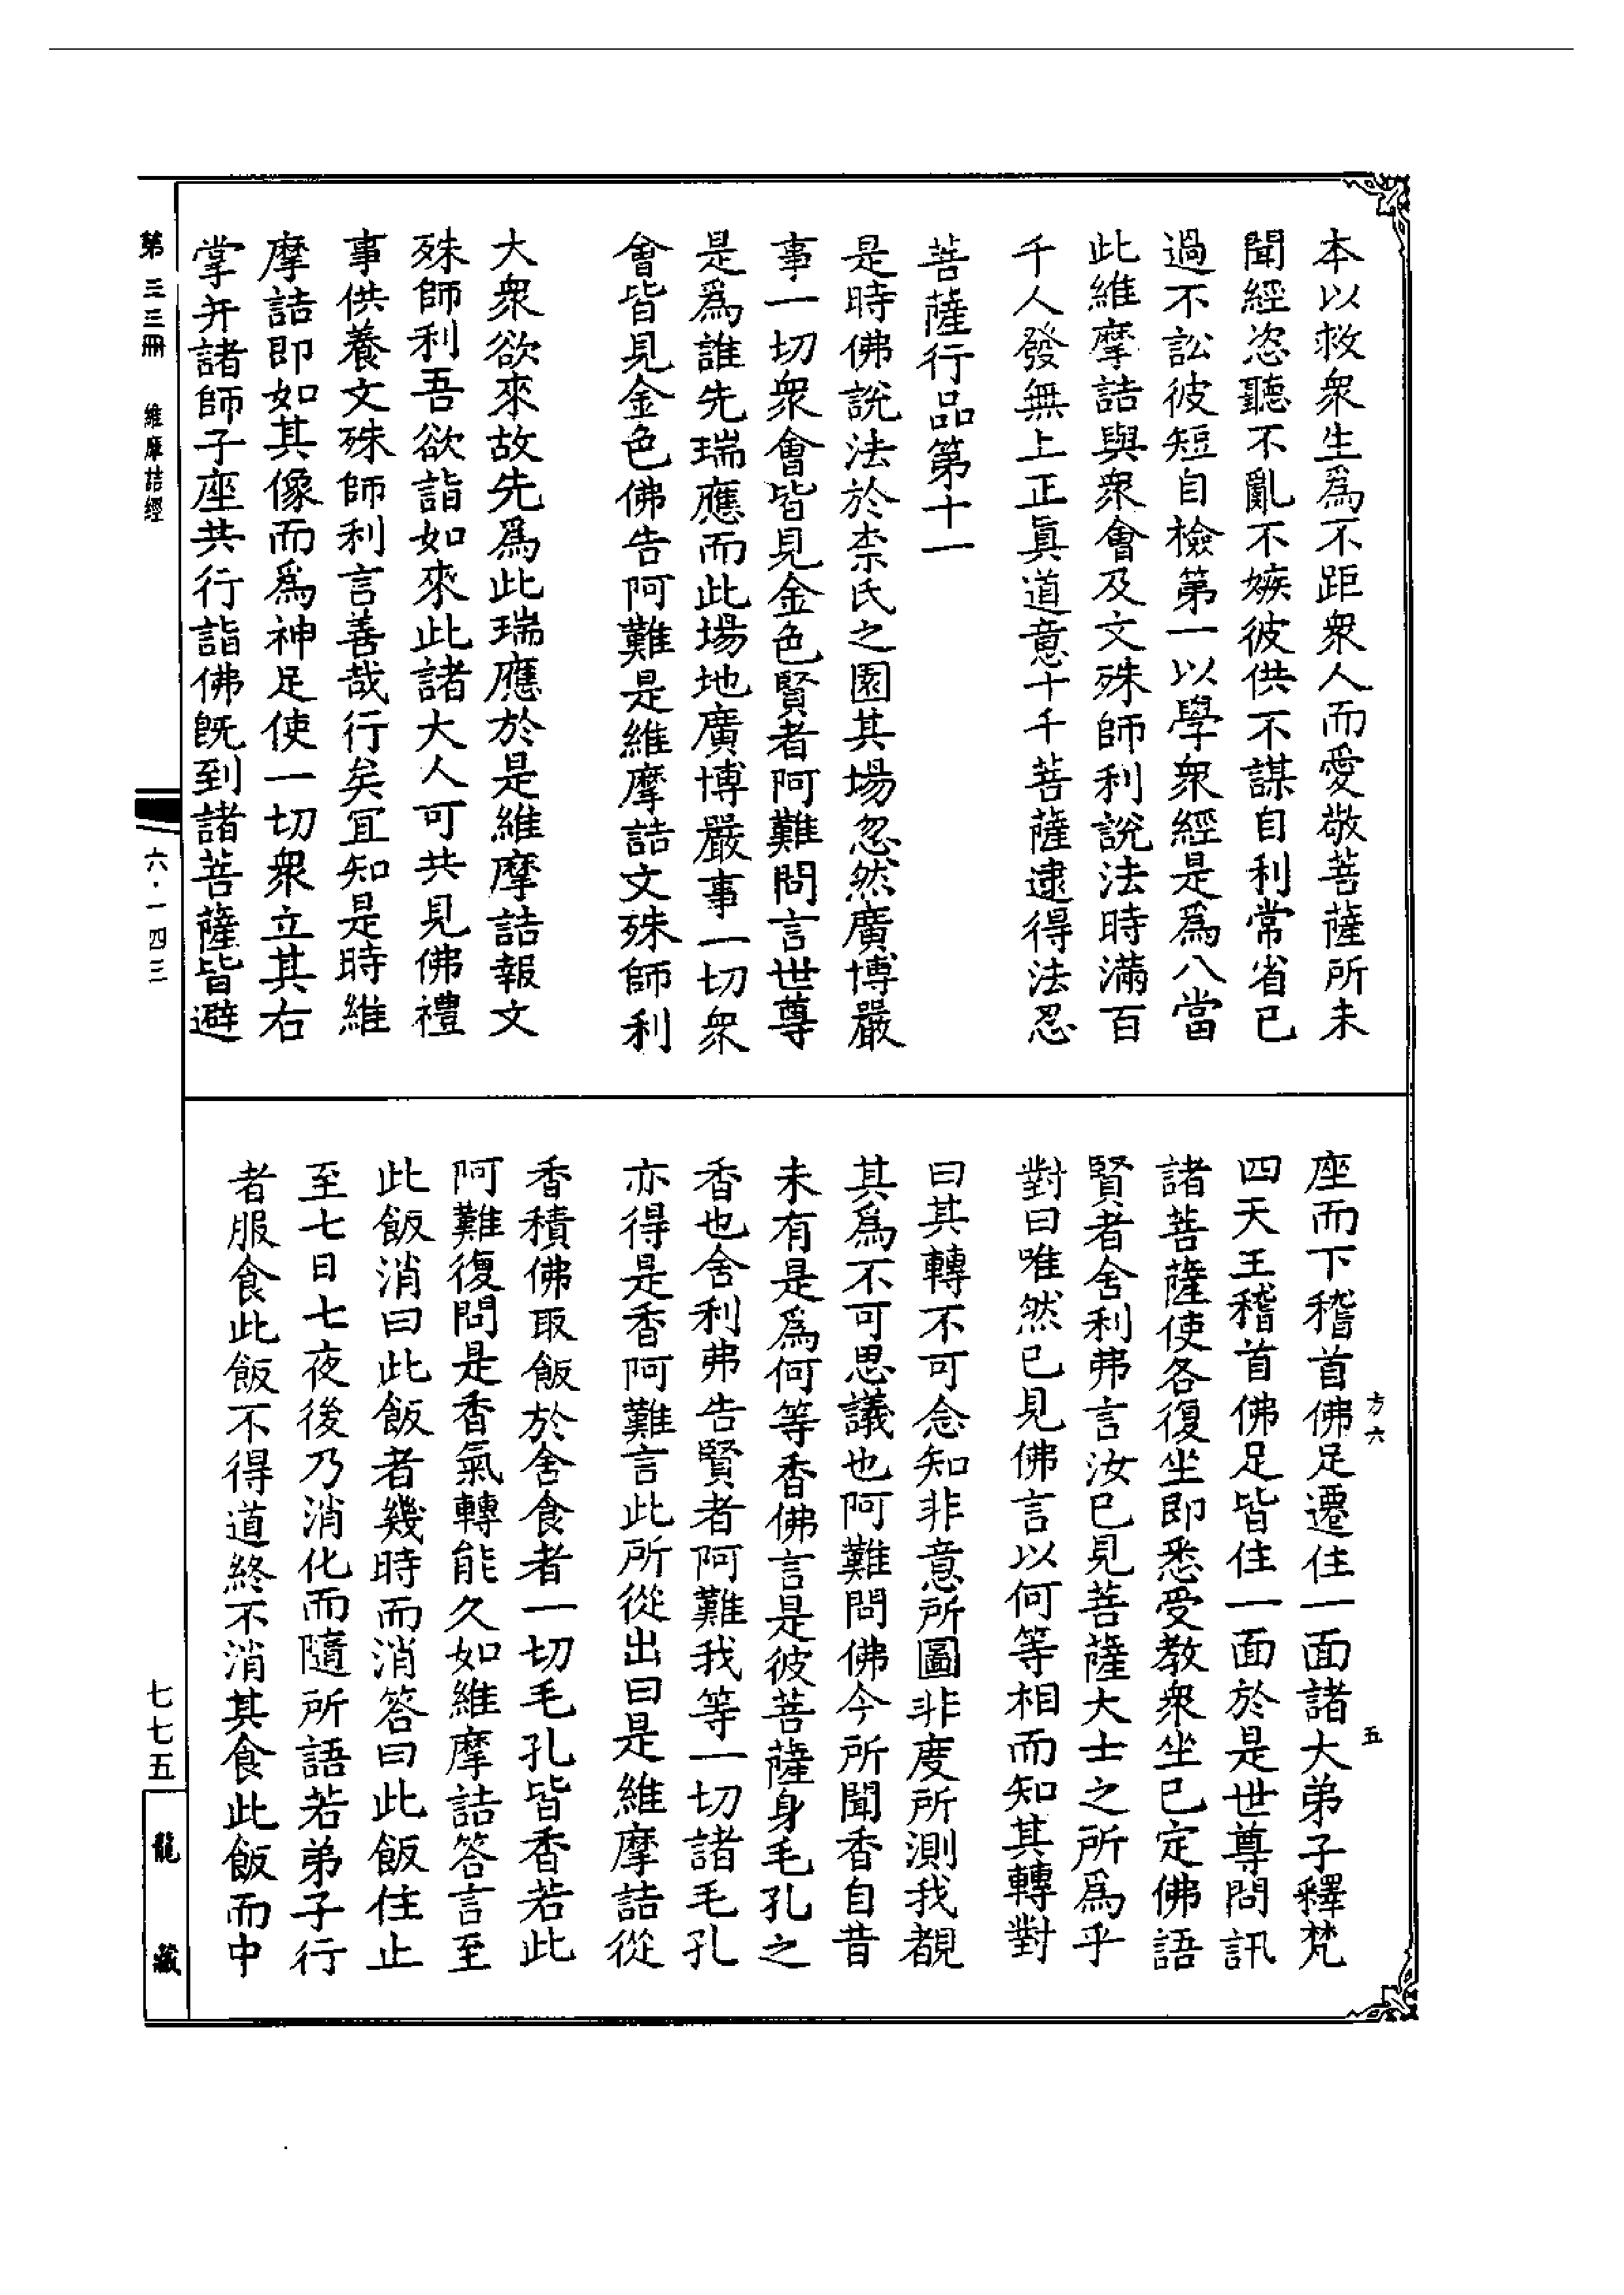 本以救衆生爲不距衆人而愛敬菩薩所未
聞經恣聽不亂不嫉彼供不謀自利常省已
過不訟彼短自檢第一以學衆經是爲八當
此維摩詰與衆會及文殊師利說法時滿百
千人發無上正眞道意十千菩薩逮得法忍
菩薩行品第十一
是時佛說法於柰氏之園其場忽然廣博嚴
事一切衆會皆見金色賢者阿難問言世尊
是爲誰先瑞應而此場地廣博嚴事一切衆
會皆見金色佛告阿難是維摩詰文殊師利
大衆欲來故先爲此瑞應於是維摩詰報文
殊師利吾欲詣如來此諸大人可共見佛禮
事供養文殊師利言善哉行矣宜知是時維
摩詰即如其像而爲神足使一切衆立其右
掌并諸師子座共行詣佛旣到諸菩薩皆避
座而下稽首佛足遷住一面諸大弟子釋梵
四天王稽首佛足皆住一面於是世尊問訊
諸菩薩使各復坐即悉受教衆坐已定佛語
賢者舍利弗言汝已見菩薩大士之所爲乎
對曰唯然已見佛言以何等相而知其轉對
曰其轉不可念知非意所圖非度所測我覩
其爲不可思議也阿難問佛今所聞香自昔
未有是爲何等香佛言是彼菩薩身毛孔之
香也舍利弗告賢者阿難我等一切諸毛孔
亦得是香阿難言此所從出曰是維摩詰從
香積佛取飯於舍食者一切毛孔皆香若此
阿難復問是香氣轉能久如維摩詰答言至
此飯消曰此飯者幾時而消答曰此飯住止
至七日七夜後乃消化而隨所語若弟子行
者服食此飯不得道終不消其食此飯而中
方六
五
第三三冊 維摩詰經
六·一四三
七七五
龍藏